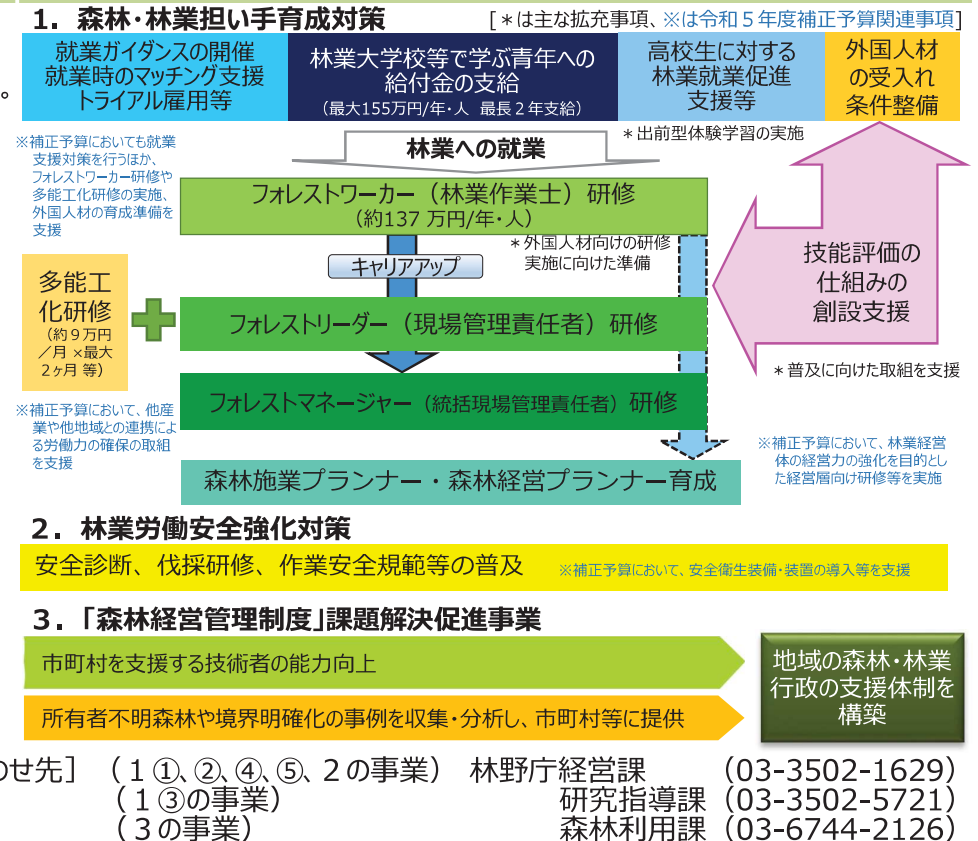 1．森林・林業担い手育成対策
[＊は主な拡充事項、※は令和５年度補正予算関連事項]
就業ガイダンスの開催
就業時のマッチング支援
トライアル雇用等
林業大学校等で学ぶ青年への
給付金の支給
（最大155万円/年・人　最長２年支給）
高校生に対する
林業就業促進
支援等
外国人材
の受入れ
条件整備
。
＊出前型体験学習の実施
※補正予算においても就業
支援対策を行うほか、
フォレストワーカー研修や
多能工化研修の実施、
外国人材の育成準備を
支援
林業への就業
フォレストワーカー（林業作業士）研修
（約137 万円/年・人）
＊外国人材向けの研修
実施に向けた準備
キャリアアップ
技能評価の
仕組みの
創設支援
多能工
化研修
（約９万円
／月 ×最大
２ヶ月 等）
フォレストリーダー（現場管理責任者）研修
＊普及に向けた取組を支援
フォレストマネージャー（統括現場管理責任者）研修
※補正予算において、他産
業や他地域との連携によ
る労働力の確保の取組
を支援
※補正予算において、林業経営
体の経営力の強化を目的とし
た経営層向け研修等を実施
森林施業プランナー・森林経営プランナー育成
2．林業労働安全強化対策
安全診断、伐採研修、作業安全規範等の普及　※補正予算において、安全衛生装備・装置の導入等を支援
3．「森林経営管理制度」課題解決促進事業
市町村を支援する技術者の能力向上
所有者不明森林や境界明確化の事例を収集・分析し、市町村等に提供
地域の森林・林業
行政の支援体制を
構築
せ先］（１①、②、④、⑤、２の事業）　林野庁経営課　（03-3502-1629）
（１③の事業）　研究指導課（03-3502-5721）
（３の事業）　森林利用課（03-6744-2126）